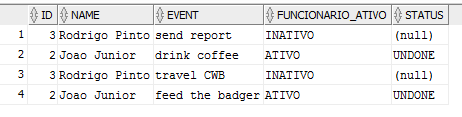 ID NAME EVENT FUNCIONARIO_ATIVO STATUS
1 3 Rodrigo Pinto send report INATIVO (null)
2 2 Joao Junior drink coffee ATIVO UNDONE
3 3 Rodrigo Pinto travel CWB INATIVO (null)
4 2 Joao Junior feed the badger ATIVO UNDONE